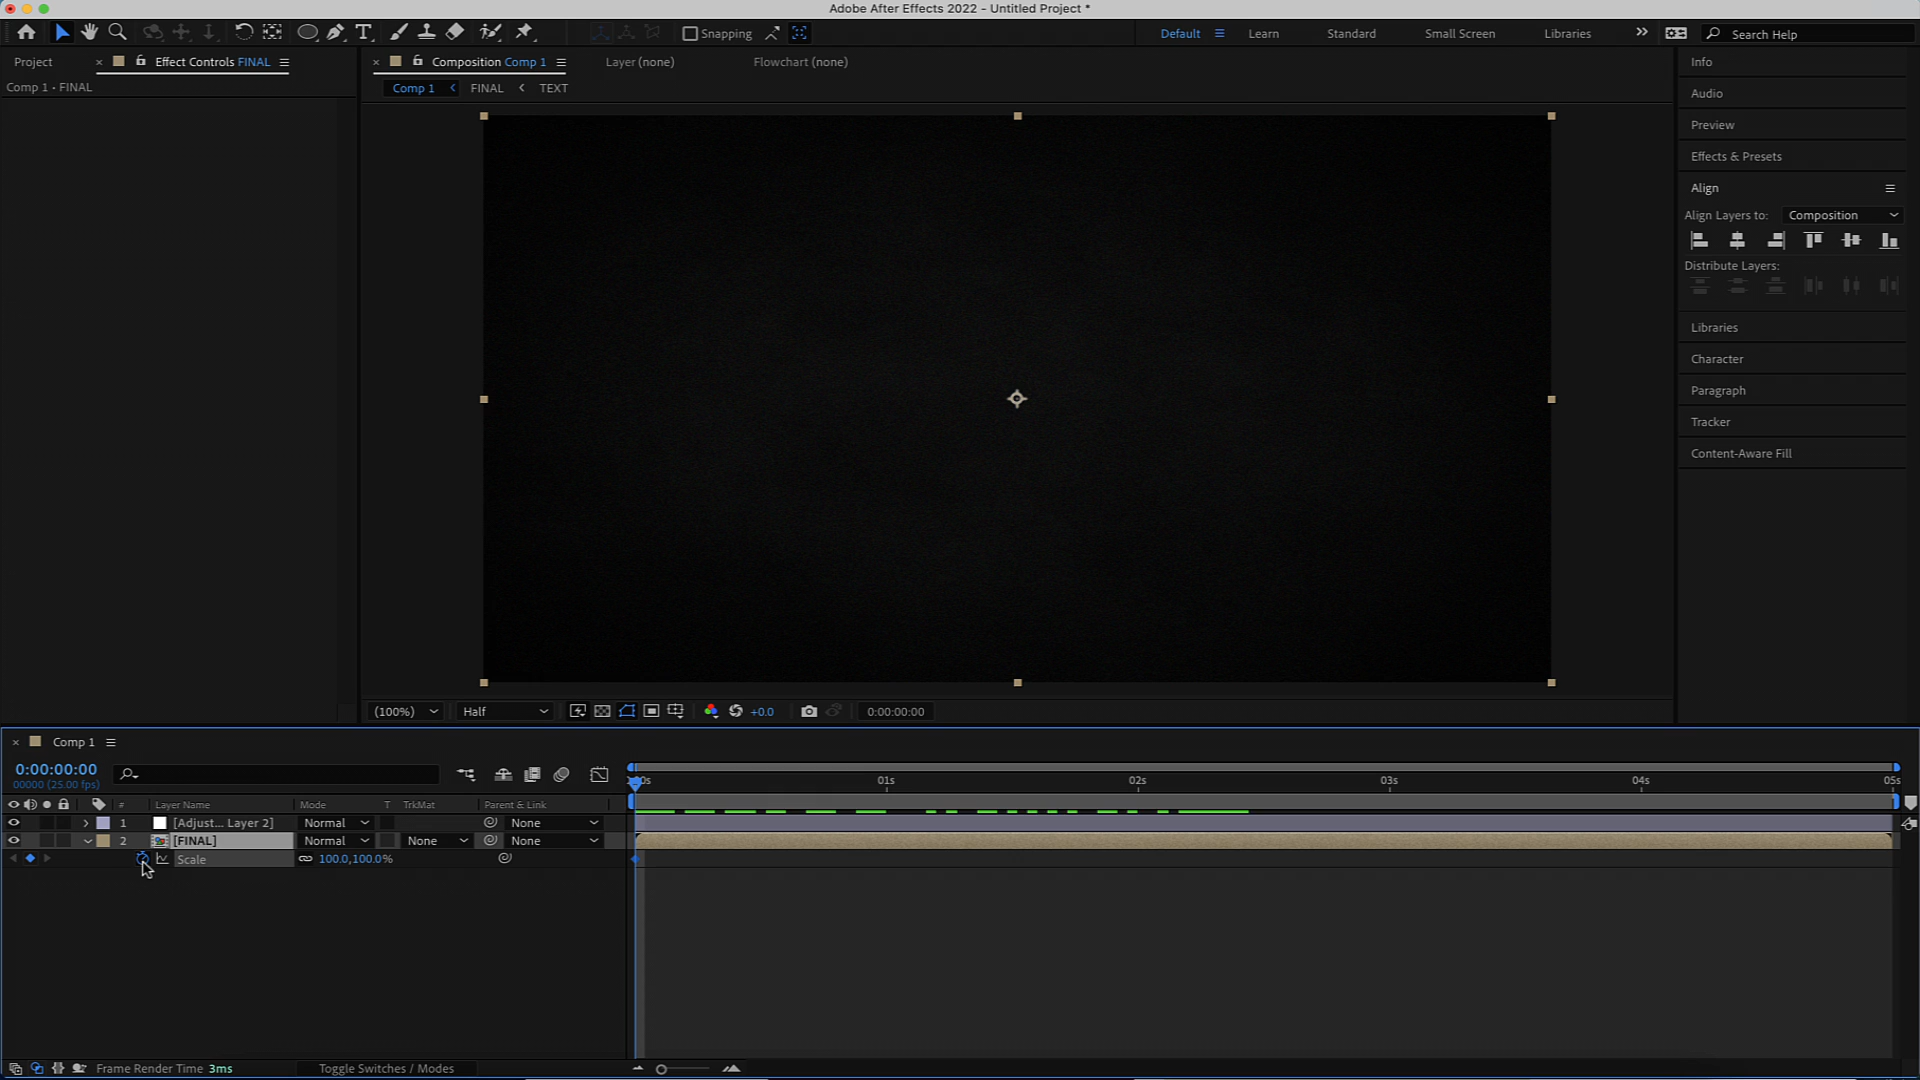 Adobe After Effects 2022 - Untitled Project *
Snapping
Default
Learn
Standard
Small Screen
Libraries
Search Help
Project
Effect Controls FINAL
Composition Comp 1
Layer (none)
Flowchart (none)
Comp 1 • FINAL
Comp 1
FINAL
TEXT
Info
Audio
Preview
Effects & Presets
Align
Align Layers to:
Composition
Distribute Layers:
Libraries
Character
Paragraph
Tracker
Content-Aware Fill
(100%)
Half
+0.0
0:00:00:00
Comp 1
0:00:00:00
00000 (25.00 fps)
01s
02s
03s
04s
05s
#
Layer Name
Mode
T
TrkMat
Parent & Link
1
[Adjust... Layer 2]
Normal
None
2
[FINAL]
Normal
None
None
Scale
100.0,100.0%
Frame Render Time 3ms
Toggle Switches / Modes